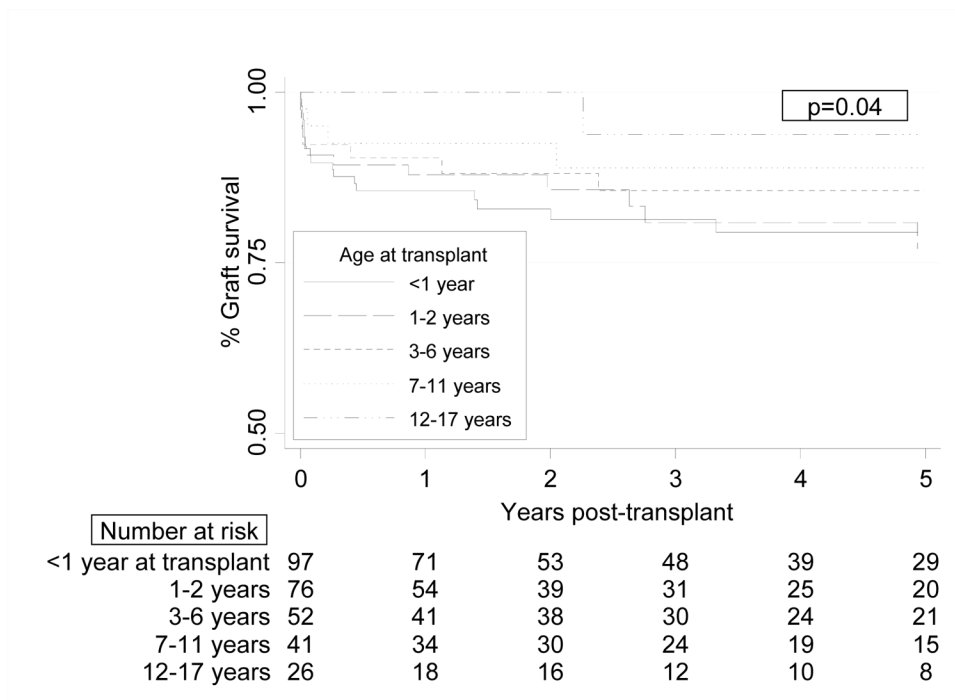 1.00
p=0.04
% Graft survival
0.75
0.50
Age at transplant
<1 year
1-2 years
3-6 years
7-11 years
12-17 years
0 1 2 3 4 5
Years post-transplant
Number at risk
<1 year at transplant 97 71 53 48 39 29
1-2 years 76 54 39 31 25 20
3-6 years 52 41 38 30 24 21
7-11 years 41 34 30 24 19 15
12-17 years 26 18 16 12 10 8